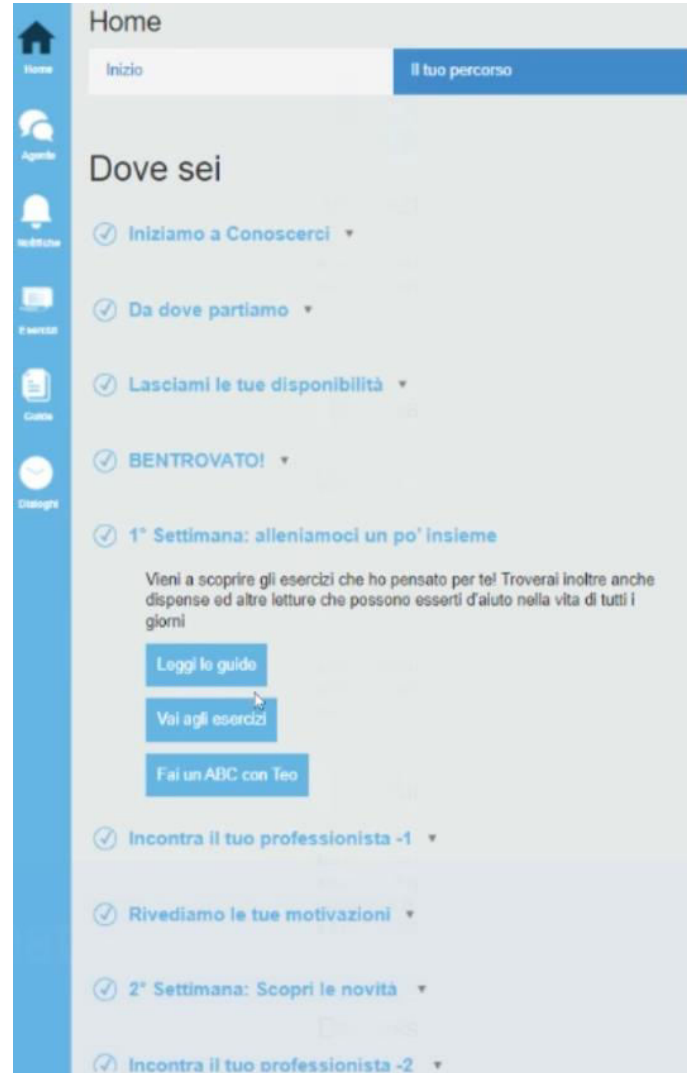 Home
Inizio
Il tuo percorso
Home
Agenda
Notifiche
Esercizi
Guide
Dialoghi
Dove sei
Iniziamo a Conoscerci
Da dove partiamo
Lasciami le tue disponibilità
BENTROVATO!
1° Settimana: alleniamoci un po' insieme
Vieni a scoprire gli esercizi che ho pensato per te! Troverai inoltre anche
dispense ed altre letture che possono esserti d'aiuto nella vita di tutti i
giorni
Leggi le guide
Vai agli esercizi
Fai un ABC con Teo
Incontra il tuo professionista -1
Rivediamo le tue motivazioni
2° Settimana: Scopri le novità
Incontra il tuo professionista -2